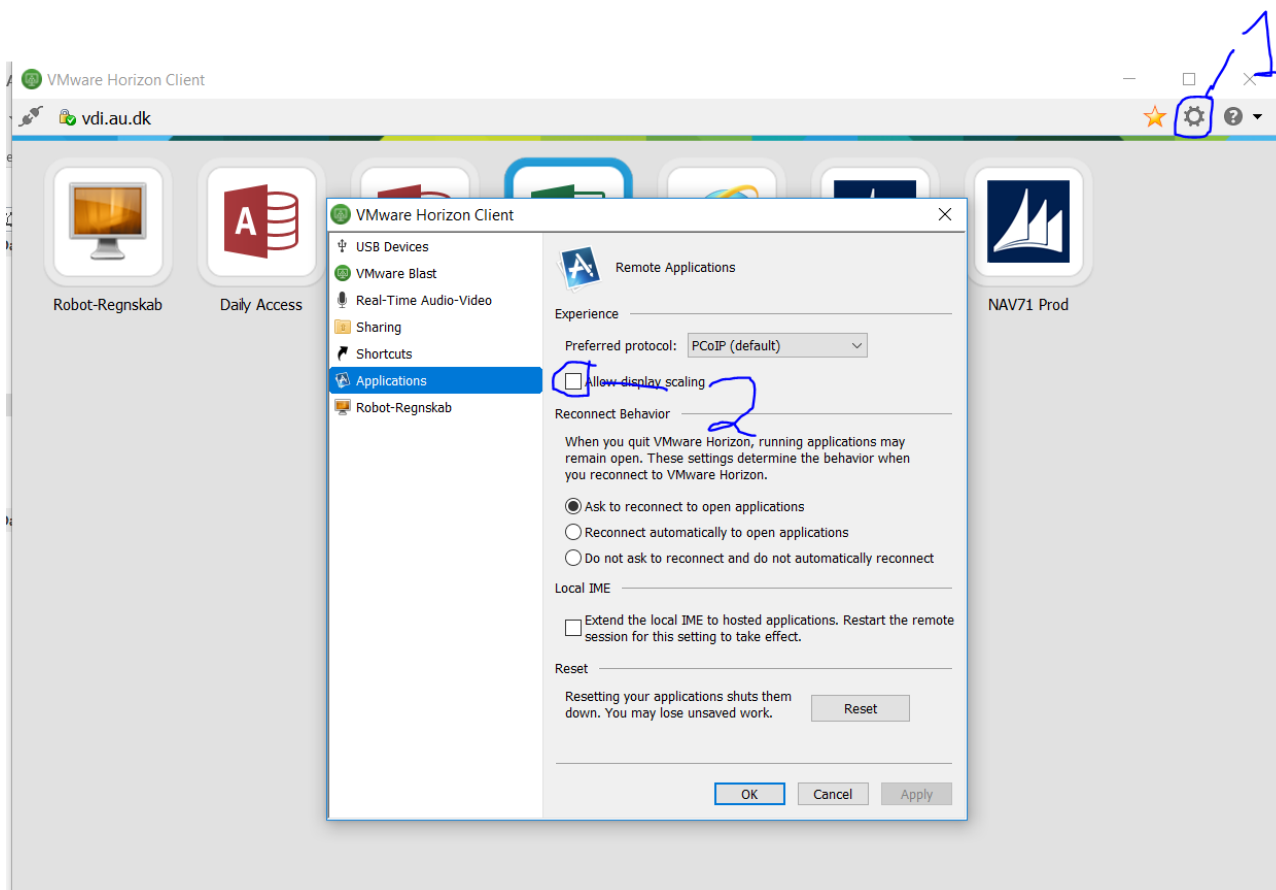 1
VMware Horizon Client
vdi.au.dk
Robot-Regnskab
Daily Access
NAV71 Prod
VMware Horizon Client
USB Devices
VMware Blast
Real-Time Audio-Video
Sharing
Shortcuts
Applications
Robot-Regnskab
Remote Applications
Experience
Preferred protocol: PCoIP (default)
Allow display scaling
2
Reconnect Behavior
When you quit VMware Horizon, running applications may
remain open. These settings determine the behavior when
you reconnect to VMware Horizon.
Ask to reconnect to open applications
Reconnect automatically to open applications
Do not ask to reconnect and do not automatically reconnect
Local IME
Extend the local IME to hosted applications. Restart the remote
session for this setting to take effect.
Reset
Resetting your applications shuts them
down. You may lose unsaved work.
Reset
OK Cancel Apply